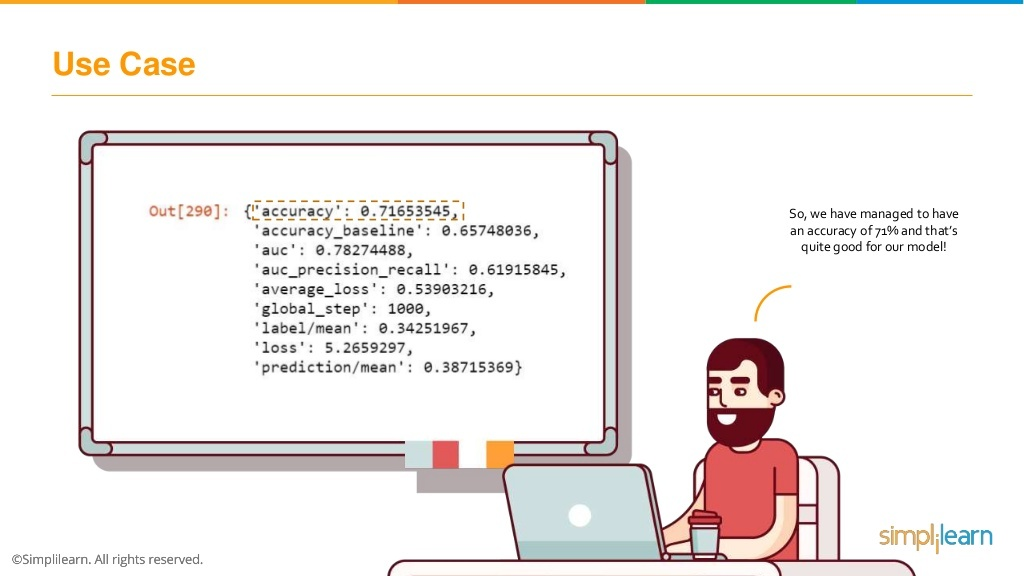 Use Case
Out[290]: {'accuracy': 0.71653545,
'accuracy_baseline': 0.65748036,
'auc': 0.78274488,
'auc_precision_recall': 0.61915845,
'average_loss': 0.53903216,
'global_step': 1000,
'label/mean': 0.34251967,
'loss': 5.2659297,
'prediction/mean': 0.38715369}
So, we have managed to have
an accuracy of 71% and that's
quite good for our model!
simplilearn
©Simplilearn. All rights reserved.